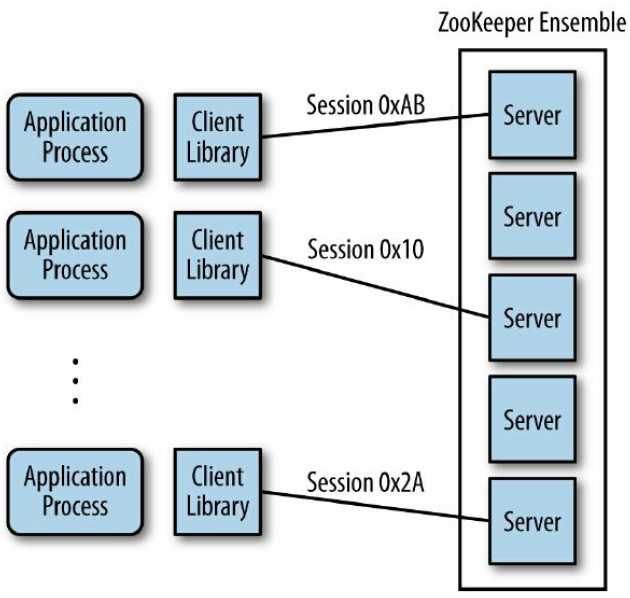 ZooKeeper Ensemble
Application
Process
Client
Library
Session 0xAB
Server
Server
Application
Process
Client
Library
Session 0x10
Server
Server
Application
Process
Client
Library
Session 0x2A
Server